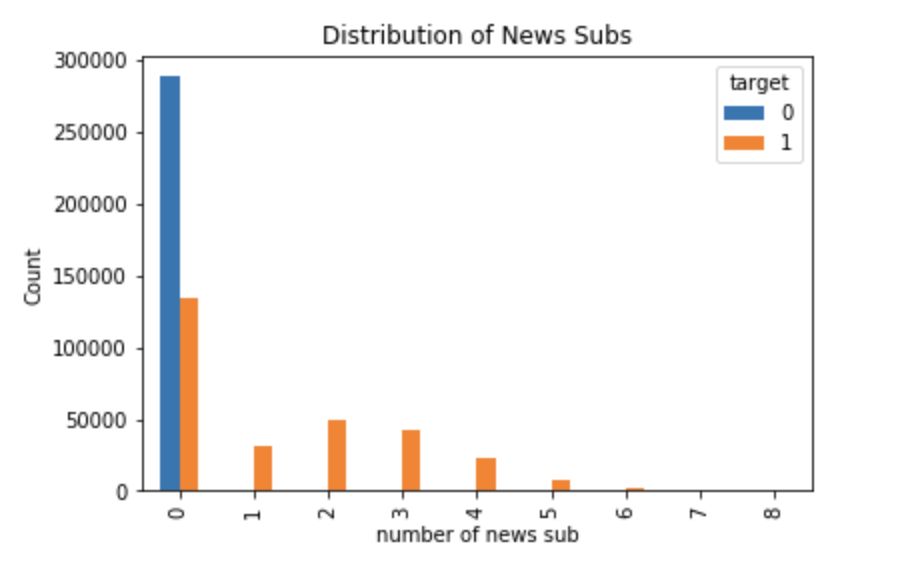 Distribution of News Subs
target
0
1
300000
250000
200000
150000
100000
50000
0
Count
0 1 2 3 4 5 6 7 8
number of news sub